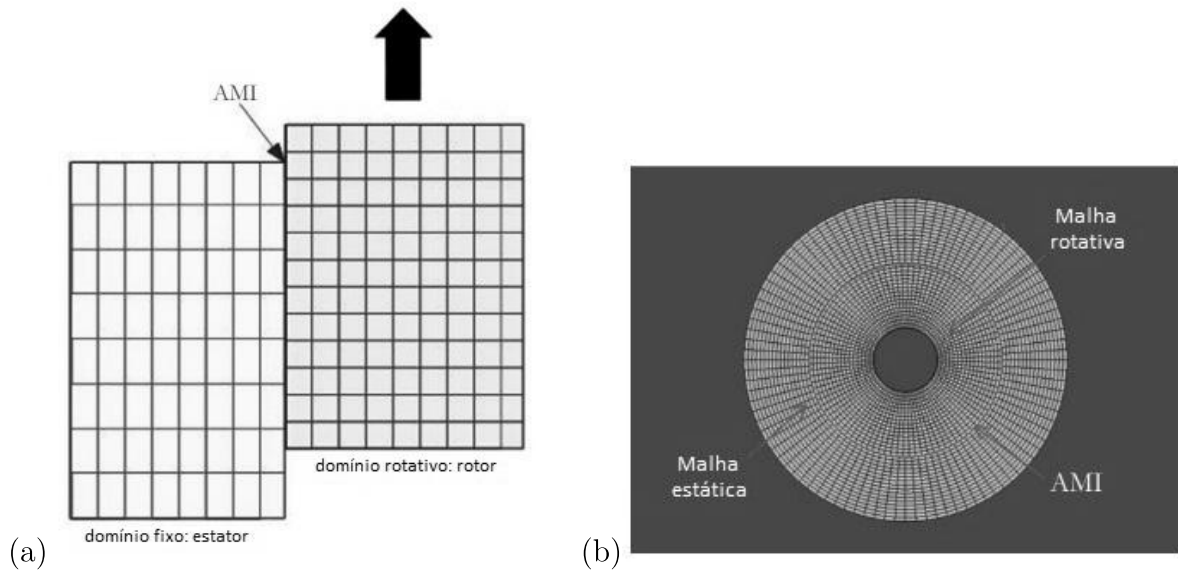 AMI
domínio rotativo: rotor
domínio fixo: estator
(a)
Malha
rotativa
Malha
estática
AMI
(b)